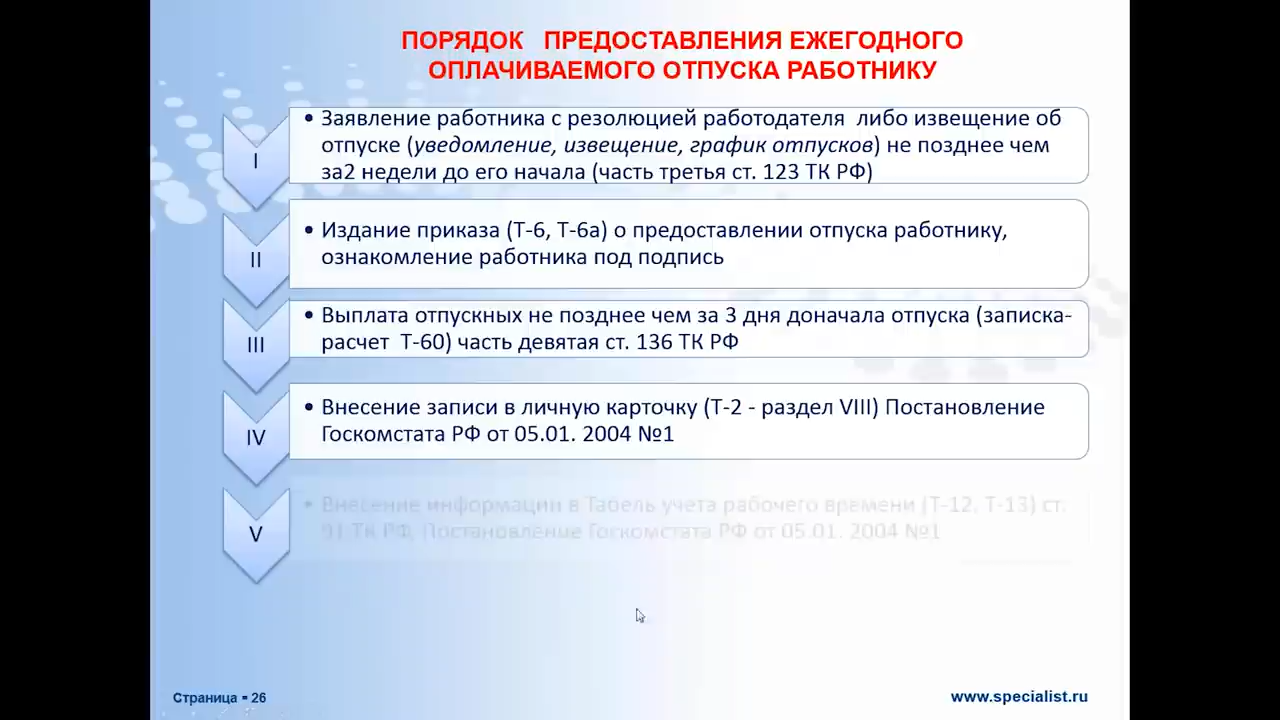 ПОРЯДОК ПРЕДОСТАВЛЕНИЯ ЕЖЕГОДНОГО
ОПЛАЧИВАЕМОГО ОТПУСКА РАБОТНИКУ
I
• Заявление работника с резолюцией работодателя либо извещение об
отпуске (уведомление, извещение, график отпусков) не позднее чем
за2 недели до его начала (часть третья ст. 123 ТК РФ)
II
• Издание приказа (Т-6, Т-6а) о предоставлении отпуска работнику,
ознакомление работника под подпись
III
• Выплата отпускных не позднее чем за 3 дня доначала отпуска (записка-
расчет Т-60) часть девятая ст. 136 ТК РФ
IV
• Внесение записи в личную карточку (Т-2 - раздел VIII) Постановление
Госкомстата РФ от 05.01. 2004 №1
V
• Внесение информации в Табель учета рабочего времени (Т-12, Т-13) ст.
91 ТК РФ, Постановление Госкомстата РФ от 05.01. 2004 №1
Страница ▪ 26
www.specialist.ru